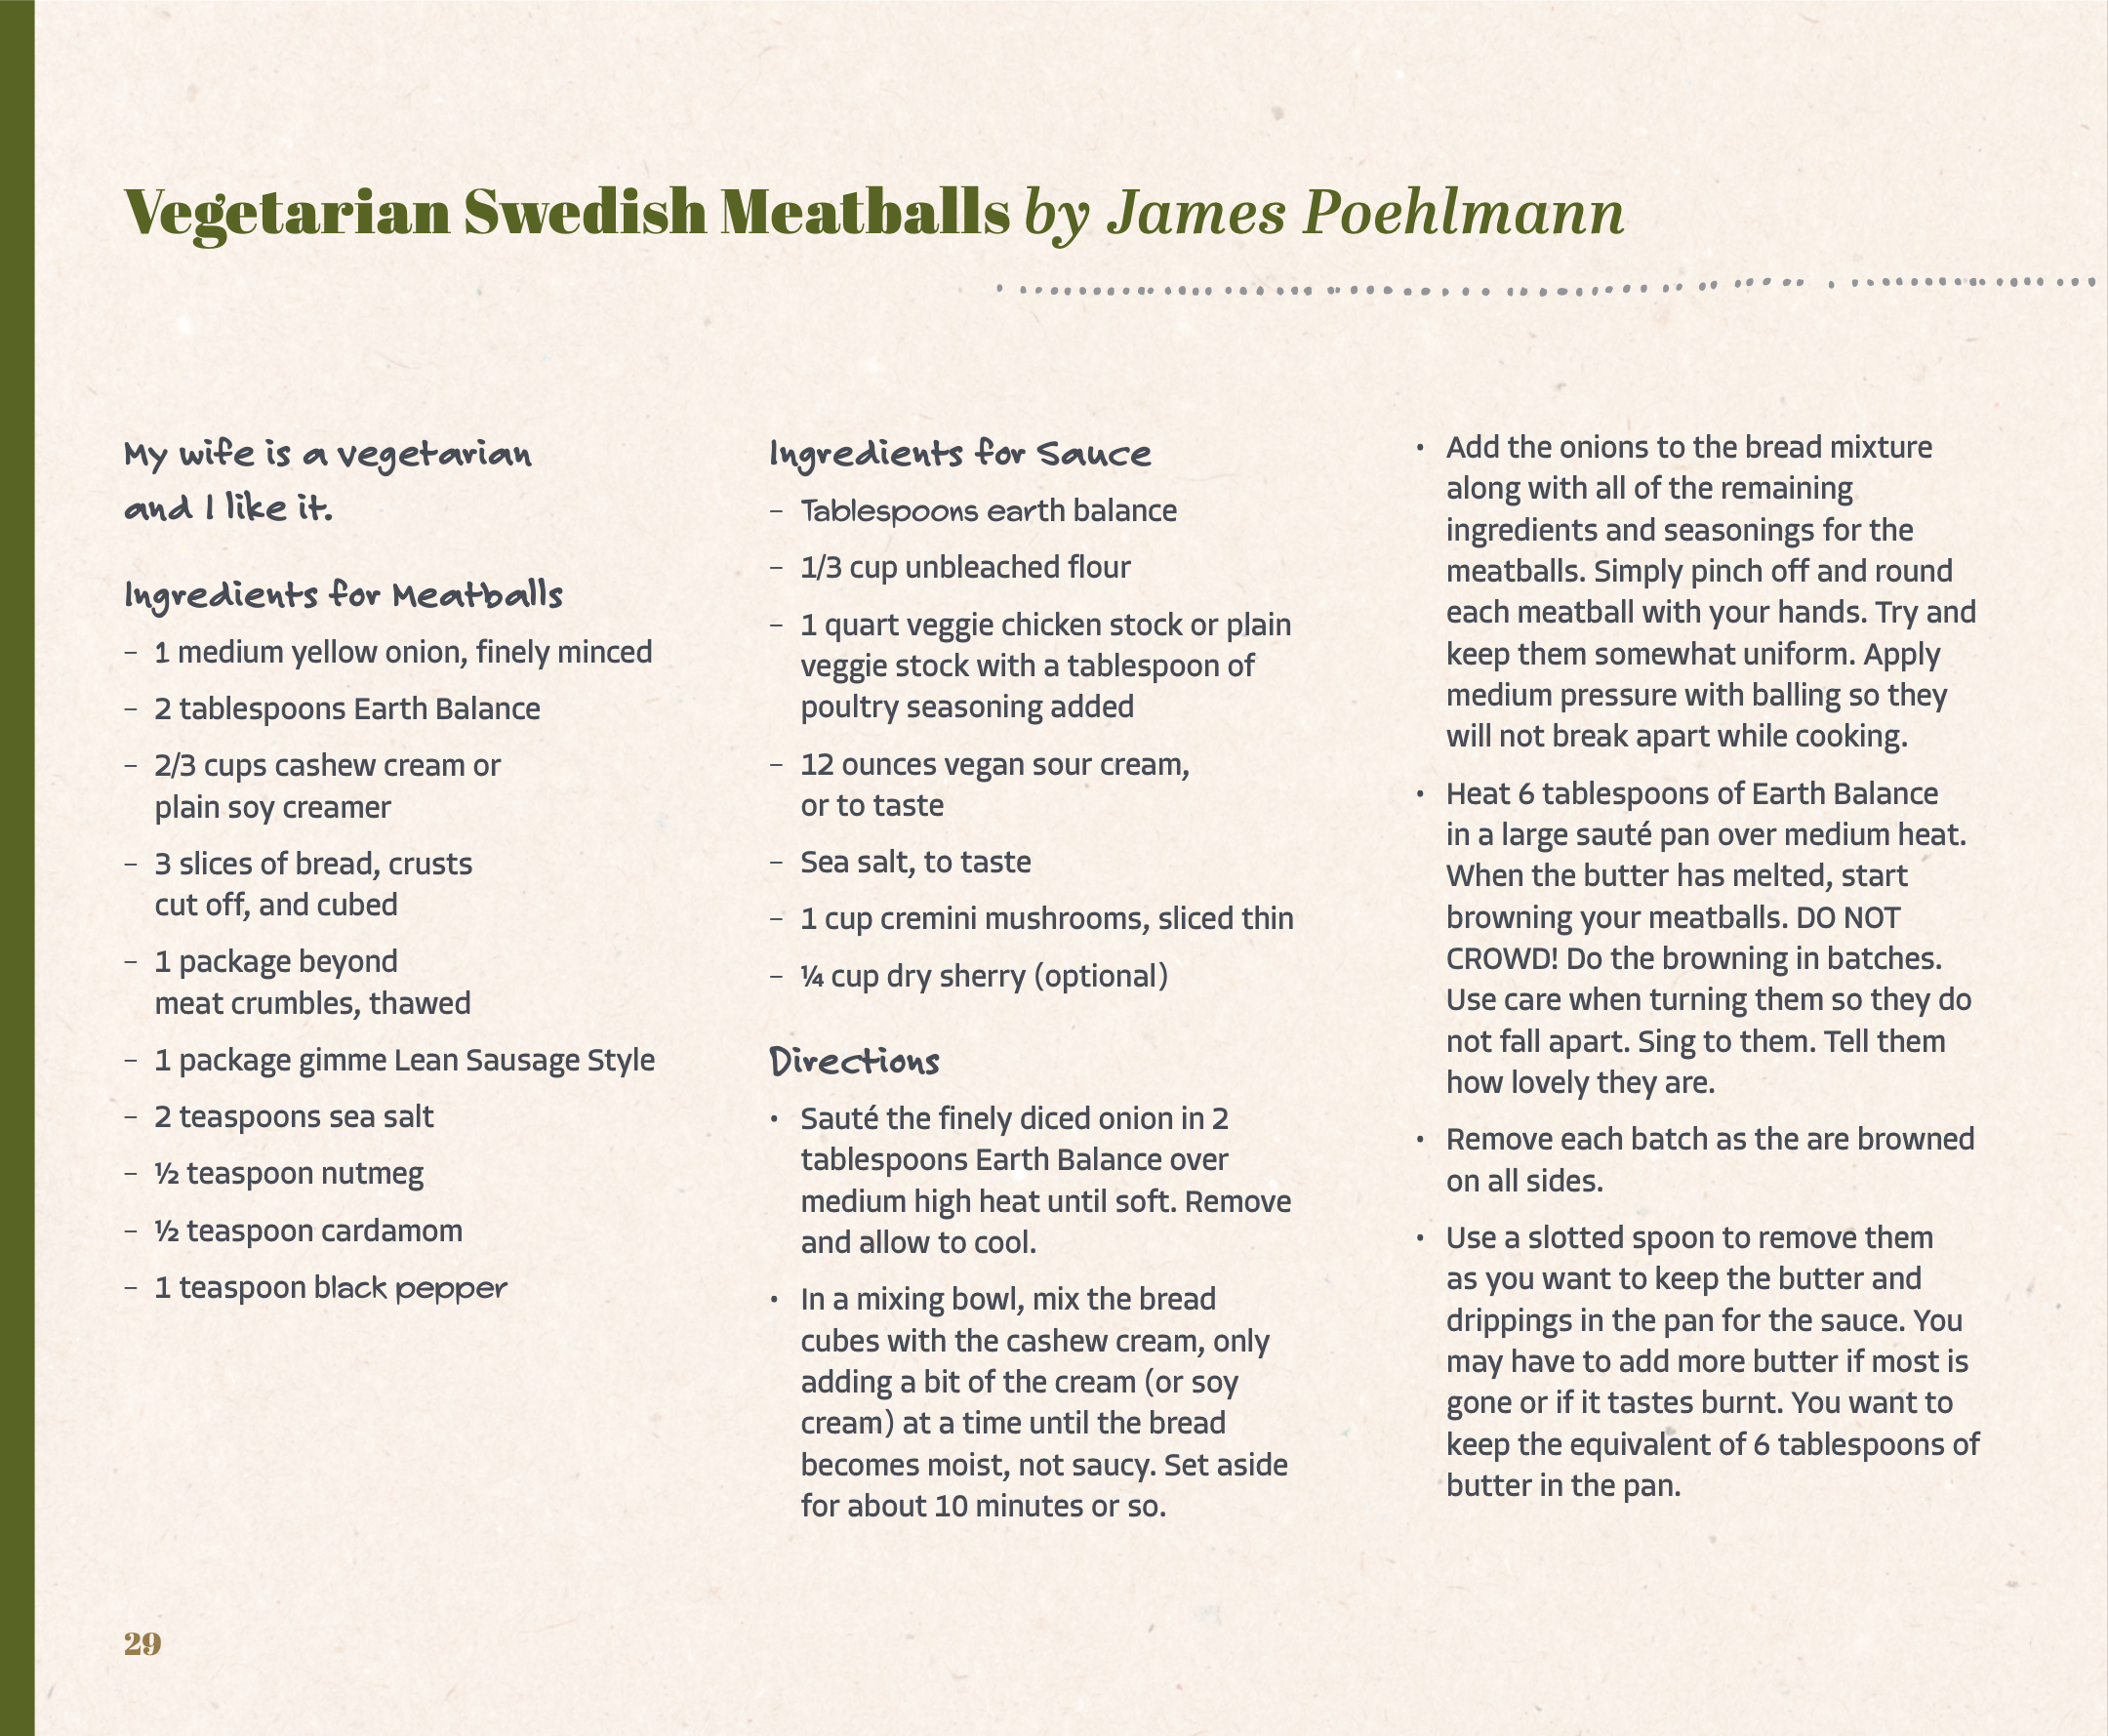 Vegetarian Swedish Meatballs by James Poehlmann
My wife is a vegetarian
and I like it.
Ingredients for Meatballs
– 1 medium yellow onion, finely minced
– 2 tablespoons Earth Balance
– 2/3 cups cashew cream or
plain soy creamer
– 3 slices of bread, crusts
cut off, and cubed
– 1 package beyond
meat crumbles, thawed
– 1 package gimme Lean Sausage Style
– 2 teaspoons sea salt
– ½ teaspoon nutmeg
– ½ teaspoon cardamom
– 1 teaspoon black pepper
Ingredients for Sauce
– Tablespoons earth balance
– 1/3 cup unbleached flour
– 1 quart veggie chicken stock or plain
veggie stock with a tablespoon of
poultry seasoning added
– 12 ounces vegan sour cream,
or to taste
– Sea salt, to taste
– 1 cup cremini mushrooms, sliced thin
– ¼ cup dry sherry (optional)
Directions
• Sauté the finely diced onion in 2
tablespoons Earth Balance over
medium high heat until soft. Remove
and allow to cool.
• In a mixing bowl, mix the bread
cubes with the cashew cream, only
adding a bit of the cream (or soy
cream) at a time until the bread
becomes moist, not saucy. Set aside
for about 10 minutes or so.
• Add the onions to the bread mixture
along with all of the remaining
ingredients and seasonings for the
meatballs. Simply pinch off and round
each meatball with your hands. Try and
keep them somewhat uniform. Apply
medium pressure with balling so they
will not break apart while cooking.
• Heat 6 tablespoons of Earth Balance
in a large sauté pan over medium heat.
When the butter has melted, start
browning your meatballs. DO NOT
CROWD! Do the browning in batches.
Use care when turning them so they do
not fall apart. Sing to them. Tell them
how lovely they are.
• Remove each batch as the are browned
on all sides.
• Use a slotted spoon to remove them
as you want to keep the butter and
drippings in the pan for the sauce. You
may have to add more butter if most is
gone or if it tastes burnt. You want to
keep the equivalent of 6 tablespoons of
butter in the pan.
29